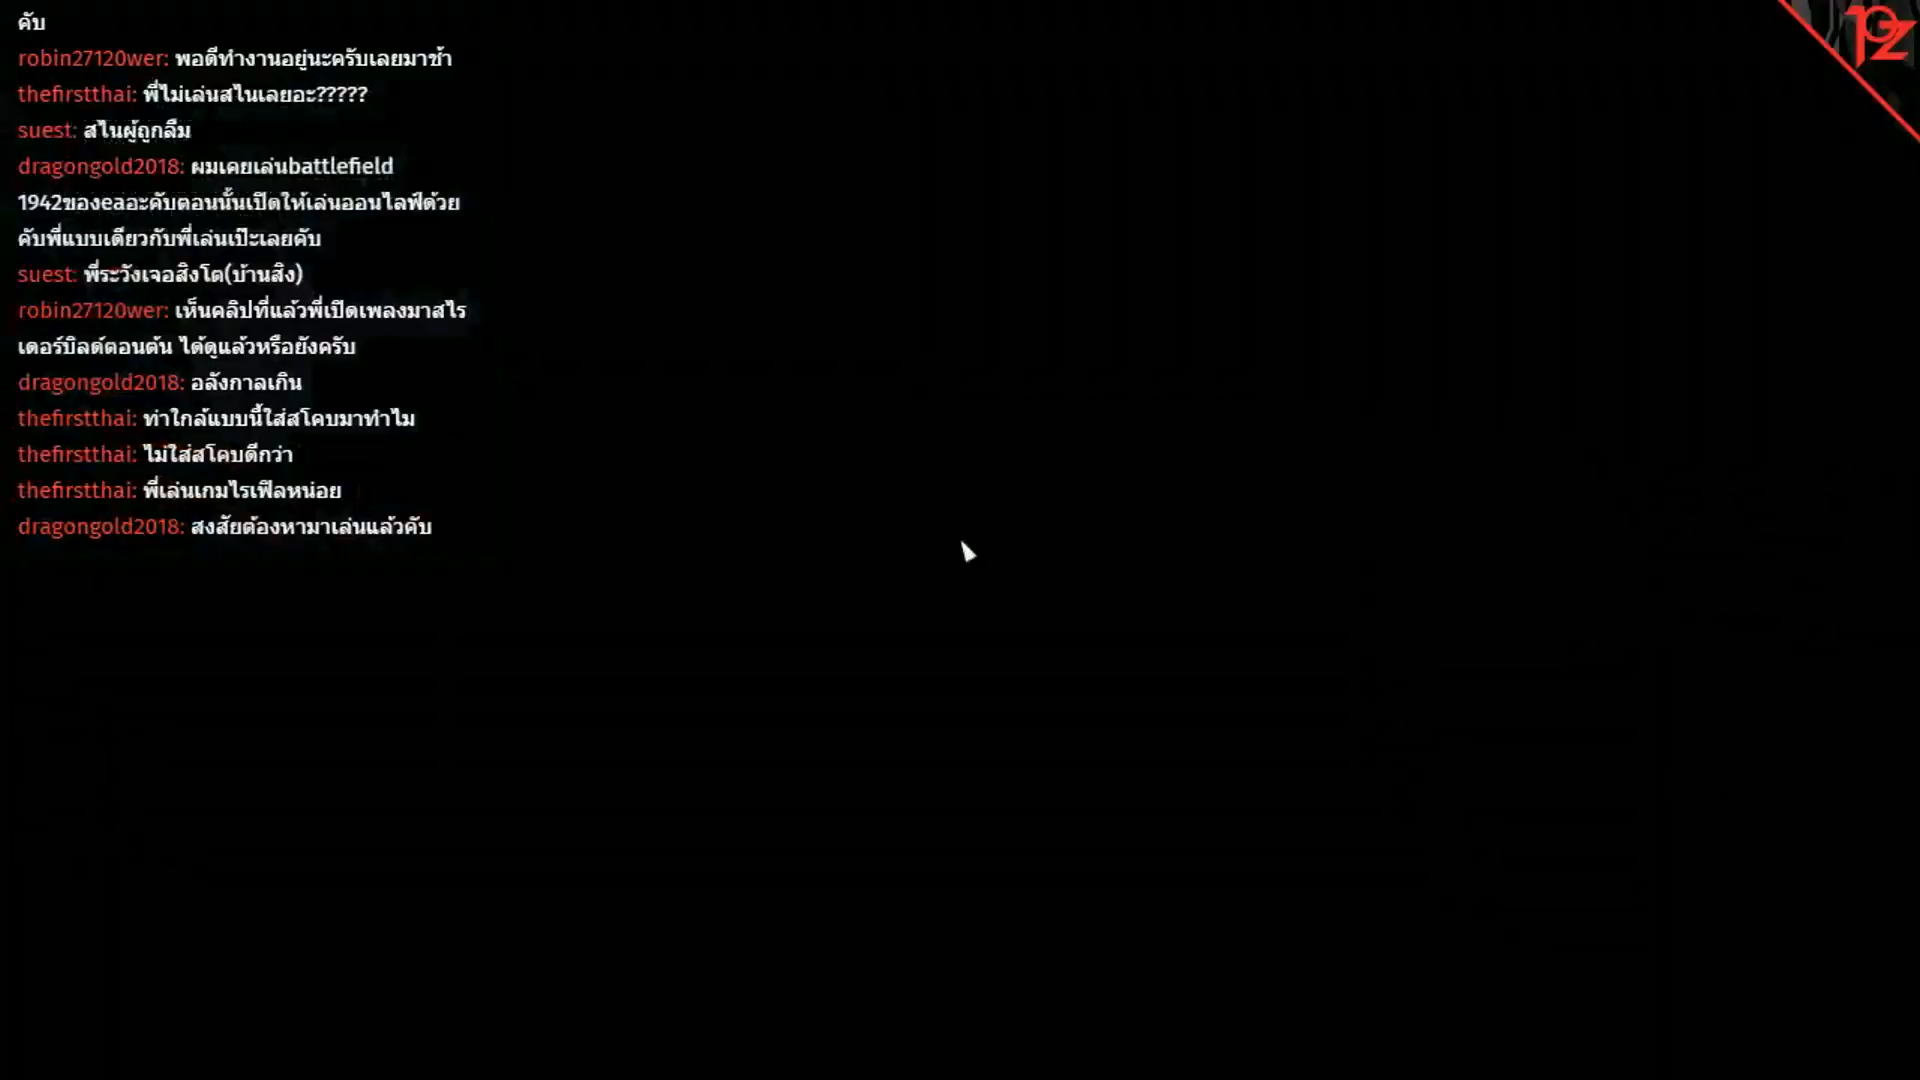 คับ
robin27120wer: พอดีทำงานอยู่นะครับเลยมาช้า
thefirstthai: พี่ไม่เล่นสไนเลยอะ?????
suest: สไนผู้ถูกลืม
dragongold2018: ผมเคยเล่นbattlefield
1942ของeaอะคับตอนนั้นเปิดให้เล่นออนไลฟ์ด้วย
คับพี่แบบเดียวกับพี่เล่นเป๊ะเลยคับ
suest: พี่ระวังเจอสิงโต(บ้านสิง)
robin27120wer: เห็นคลิปที่แล้วพี่เปิดเพลงมาสไร
เดอร์บิลด์ตอนต้น ได้ดูแล้วหรือยังครับ
dragongold2018: อลังกาลเกิน
thefirstthai: ท่าใกล้แบบนี้ใส่สโคบมาทำไม
thefirstthai: ไม่ใส่สโคบดีกว่า
thefirstthai: พี่เล่นเกมไรเฟิลหน่อย
dragongold2018: สงสัยต้องหามาเล่นแล้วคับ